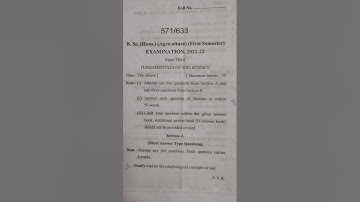 Roll No.
571/633
B. Sc. (Hons.) (Agriculture) (First Semester)
EXAMINATION, 2021-22
Paper Third
FUNDAMENTALS OF SOIL SCIENCE
Time : Two Hours ] [ Maximum Marks : 50
Note : (i) Attempt any five questions from Section A and any three questions from Section B.
(ii) Answer each question of Section A within 50 words.
(iii) Limit your answers within the given answer book. Additional answer book (B-Answer book) should not be provided or used.
Section-A
(Short Answer Type Questions)
Note : Attempt any five questions. Each question carries 4 marks.
Briefly explain the morphological concepts of soil.
P. T. O.